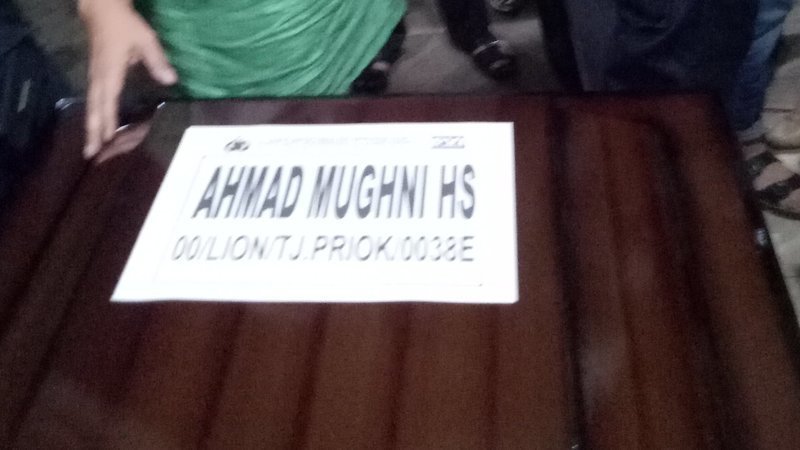 AHMAD MUGHNI HS
00/LION/TJ.PRIOK/0038E